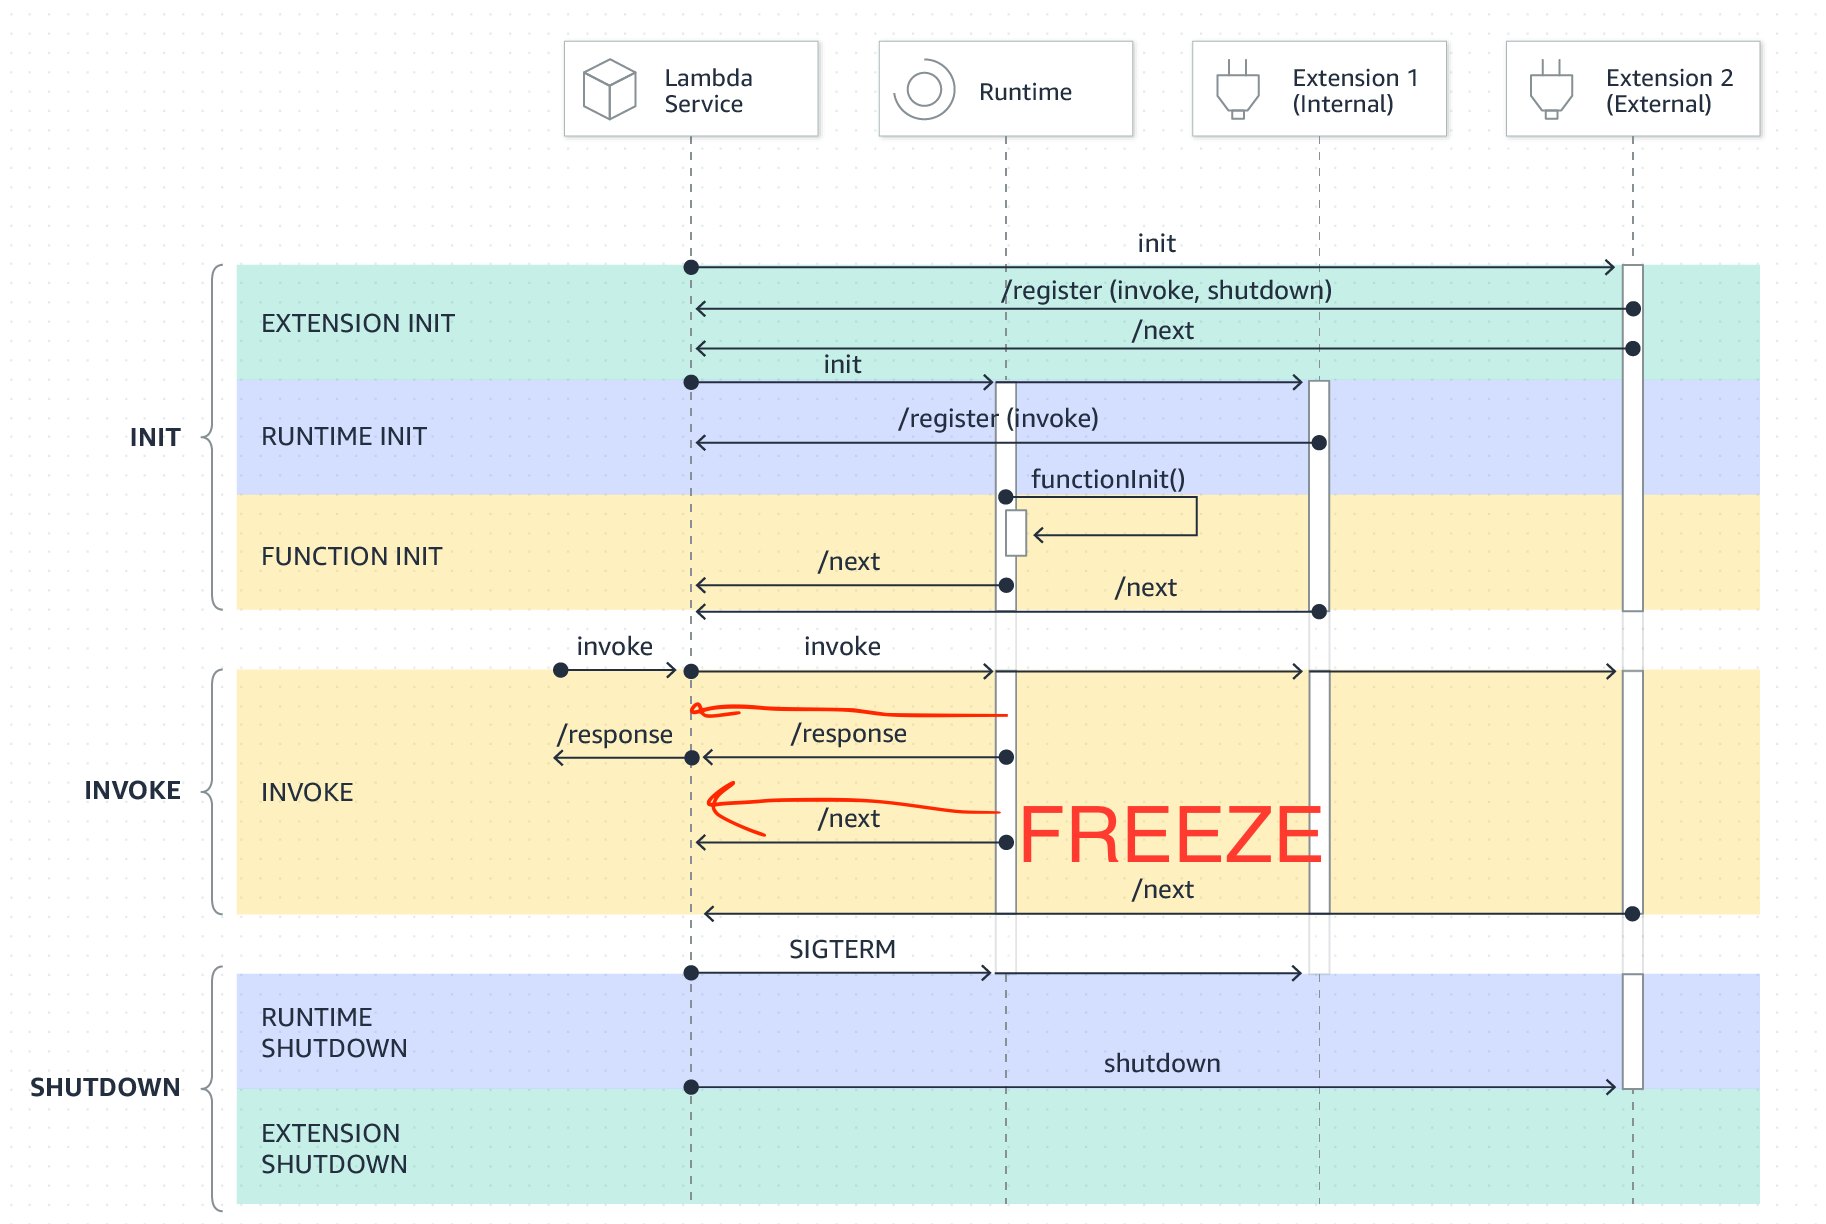 Lambda
Service
Runtime
Extension 1
(Internal)
Extension 2
(External)
init
/register (invoke, shutdown)
EXTENSION INIT
/next
init
/register (invoke)
INIT
RUNTIME INIT
functionInit()
FUNCTION INIT
/next
/next
invoke
invoke
/response
/response
INVOKE
INVOKE
/next
FREEZE
/next
SIGTERM
RUNTIME
SHUTDOWN
shutdown
SHUTDOWN
EXTENSION
SHUTDOWN